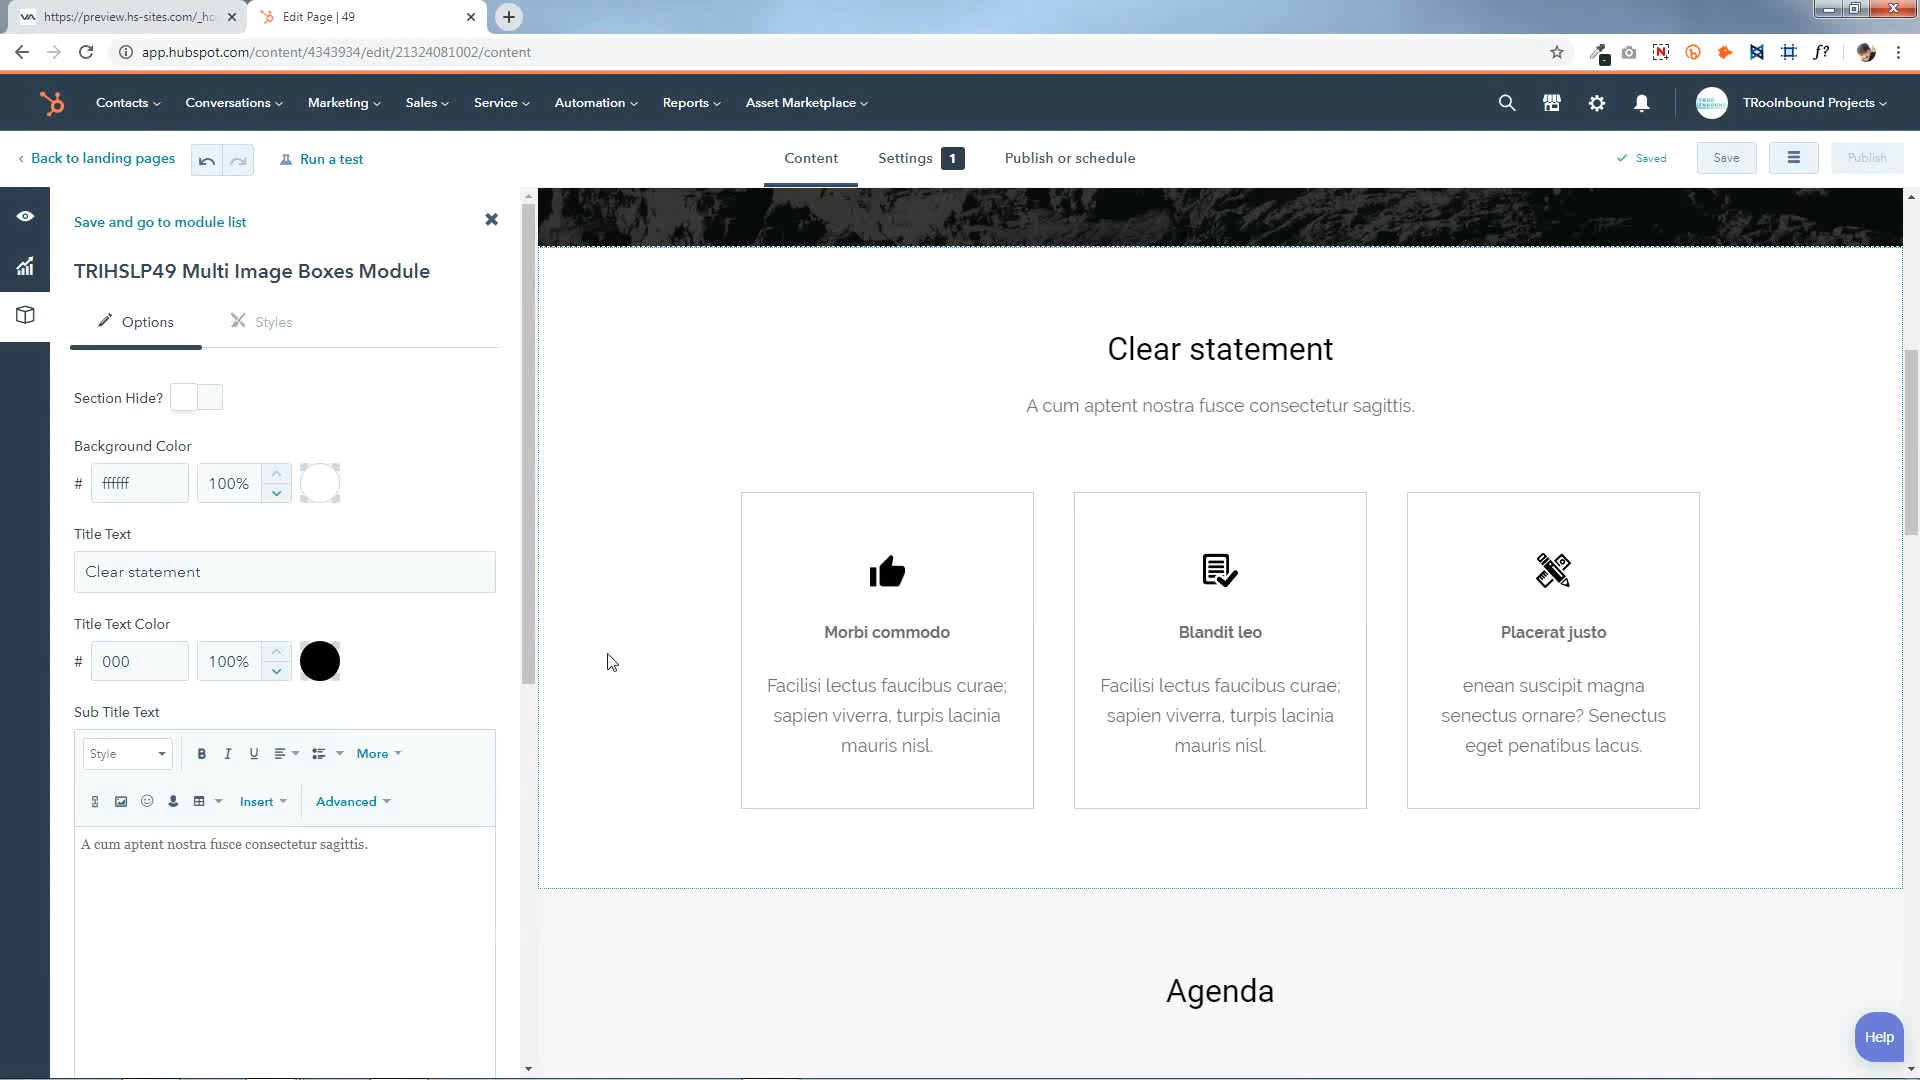 https://preview.hs-sites.com/_hc
Edit Page | 49
app.hubspot.com/content/4343934/edit/21324081002/content
Contacts
Conversations
Marketing
Sales
Service
Automation
Reports
Asset Marketplace
TRooInbound Projects
Back to landing pages
Run a test
Content
Settings 1
Publish or schedule
Saved
Save
Publish
Save and go to module list
TRIHSLP49 Multi Image Boxes Module
Options
Styles
Section Hide?
Background Color
# ffffff 100%
Title Text
Clear statement
Title Text Color
# 000 100%
Sub Title Text
Style
B I U
More
Insert
Advanced
A cum aptent nostra fusce consectetur sagittis.
Clear statement
A cum aptent nostra fusce consectetur sagittis.
Morbi commodo
Facilisi lectus faucibus curae;
sapien viverra, turpis lacinia
mauris nisl.
Blandit leo
Facilisi lectus faucibus curae;
sapien viverra, turpis lacinia
mauris nisl.
Placerat justo
enean suscipit magna
senectus ornare? Senectus
eget penatibus lacus.
Agenda
Help